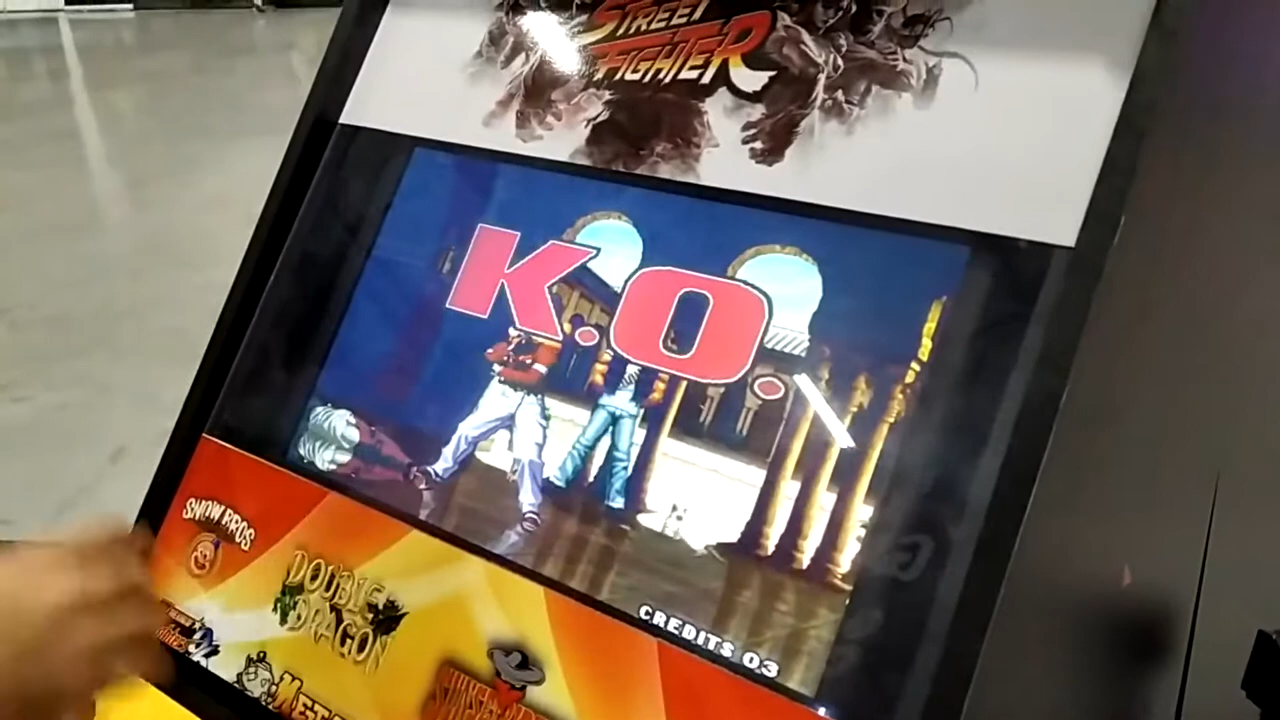 STREET
FIGHTER
K.O.
CREDITS 03
SNOW BROS
DOUBLE
DRAGON